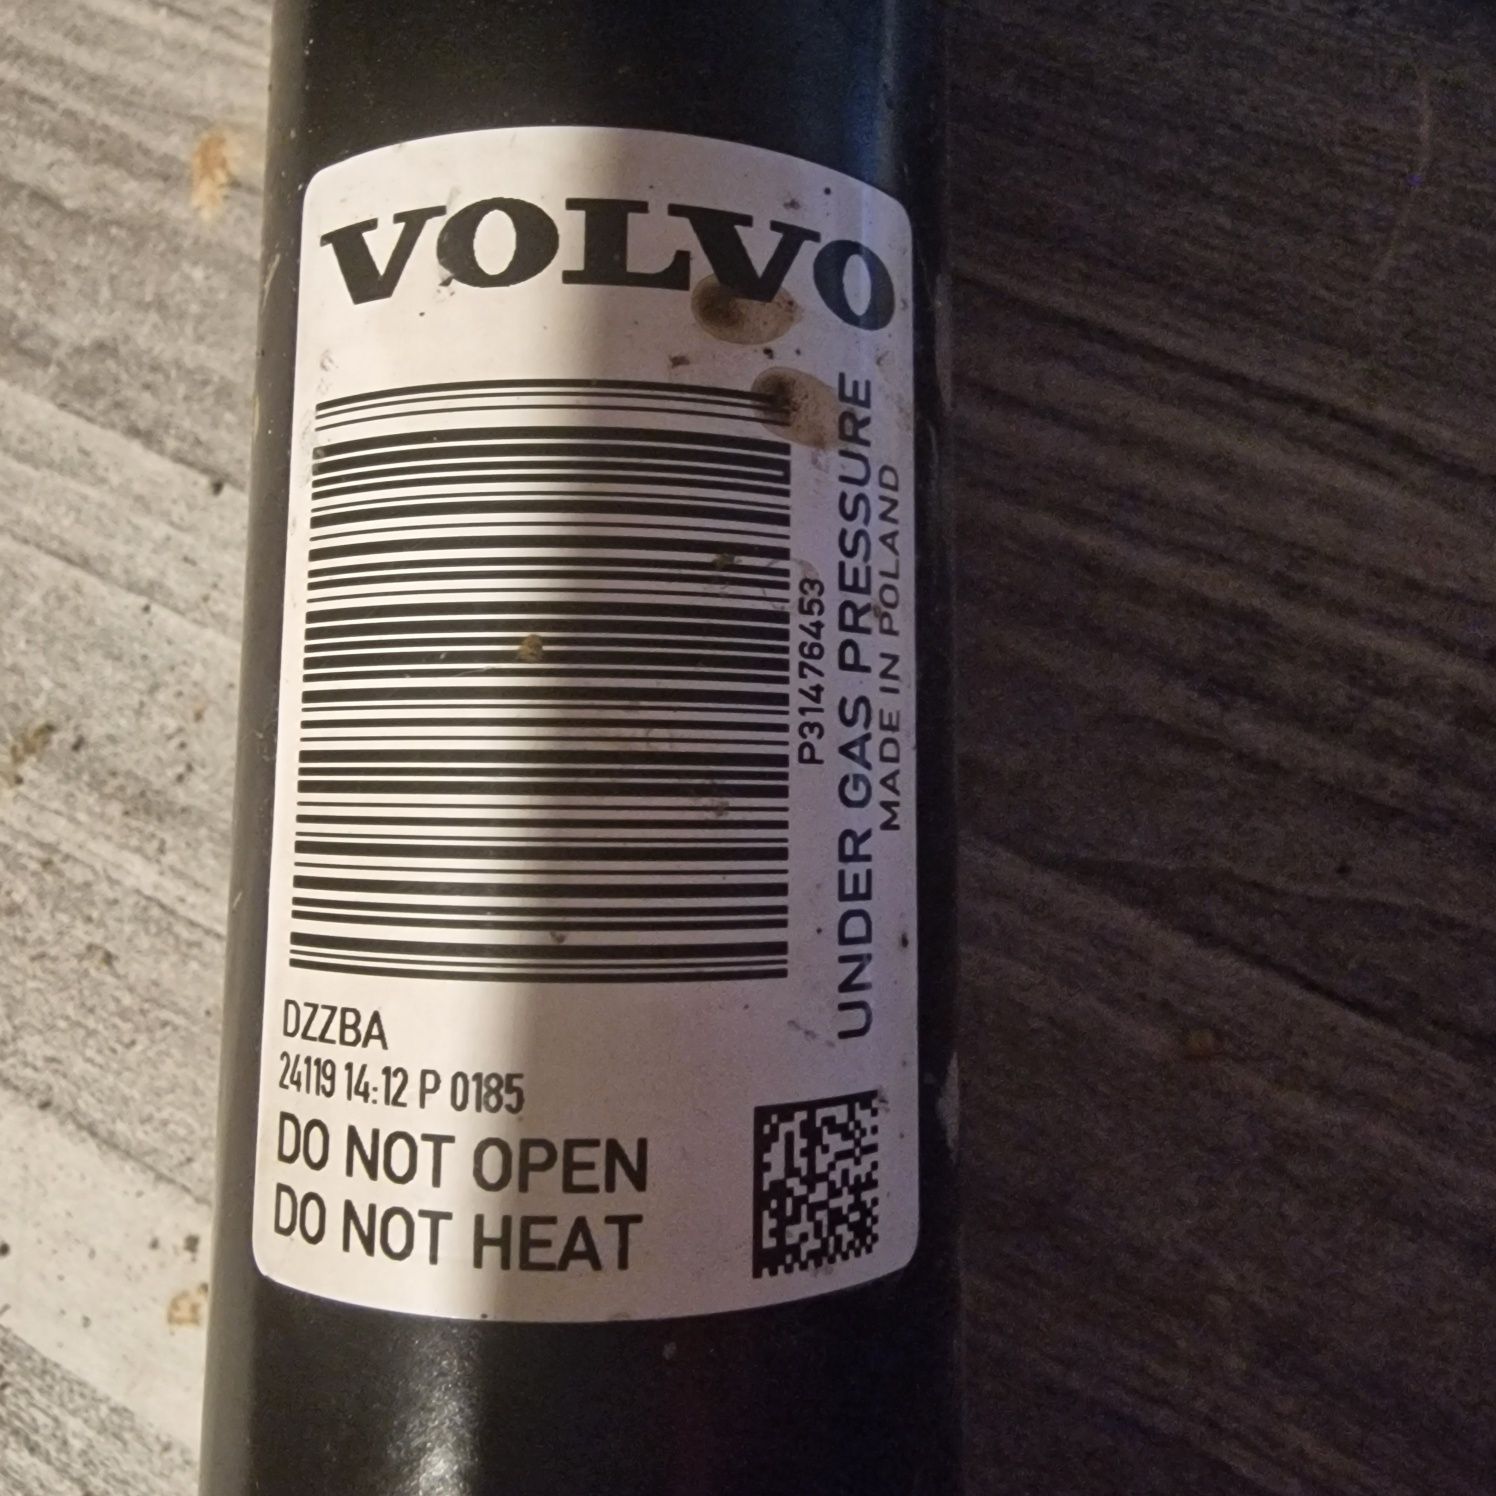 VOLVO
P31476453
UNDER GAS PRESSURE
MADE IN POLAND
DZZBA
24119 14:12 P 0185
DO NOT OPEN
DO NOT HEAT